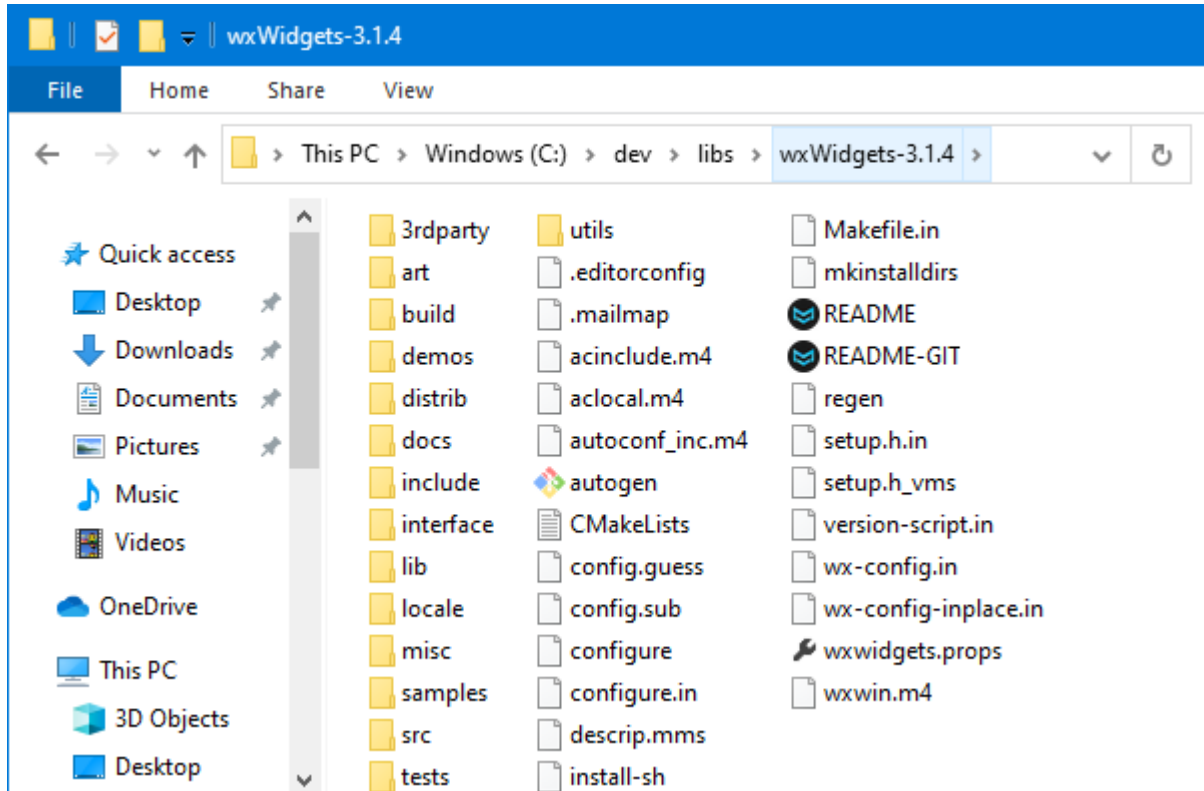 wxWidgets-3.1.4
File Home Share View
This PC Windows (C:) dev libs wxWidgets-3.1.4
Quick access
Desktop
Downloads
Documents
Pictures
Music
Videos
OneDrive
This PC
3D Objects
Desktop
3rdparty
art
build
demos
distrib
docs
include
interface
lib
locale
misc
samples
src
tests
utils
.editorconfig
.mailmap
acinclude.m4
aclocal.m4
autoconf_inc.m4
autogen
CMakeLists
config.guess
config.sub
configure
configure.in
descrip.mms
install-sh
Makefile.in
mkinstalldirs
README
README-GIT
regen
setup.h.in
setup.h_vms
version-script.in
wx-config.in
wx-config-inplace.in
wxwidgets.props
wxwin.m4